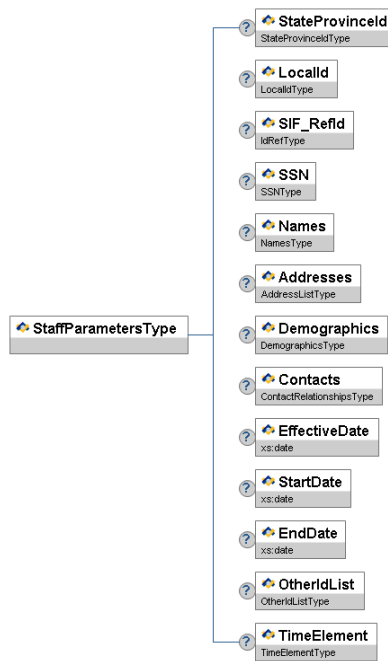 StateProvinceId
StateProvinceIdType
LocalId
LocalIdType
SIF_RefId
IdRefType
SSN
SSNType
Names
NamesType
Addresses
AddressListType
StaffParametersType
Demographics
DemographicsType
Contacts
ContactRelationshipsType
EffectiveDate
xs:date
StartDate
xs:date
EndDate
xs:date
OtherIdList
OtherIdListType
TimeElement
TimeElementType